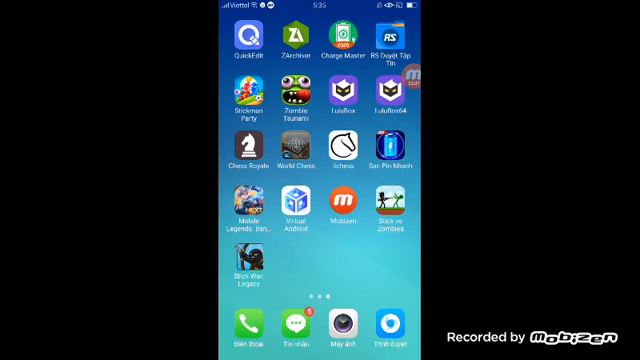 Viettel
5:35
QuickEdit
ZArchiver
Charge Master
RS Duyệt Tập
Tin
Stickman
Party
Zombie
Tsunami
LuluBox
LuluBox64
Chess Royale
World Chess
lichess
Sạc Pin Nhanh
Mobile
Legends: Ban...
Virtual
Android
Mobizen
Stick vs
Zombies
Stick War:
Legacy
5
Điện thoại
Tin nhắn
Máy ảnh
Trình duyệt
Recorded by mobizen